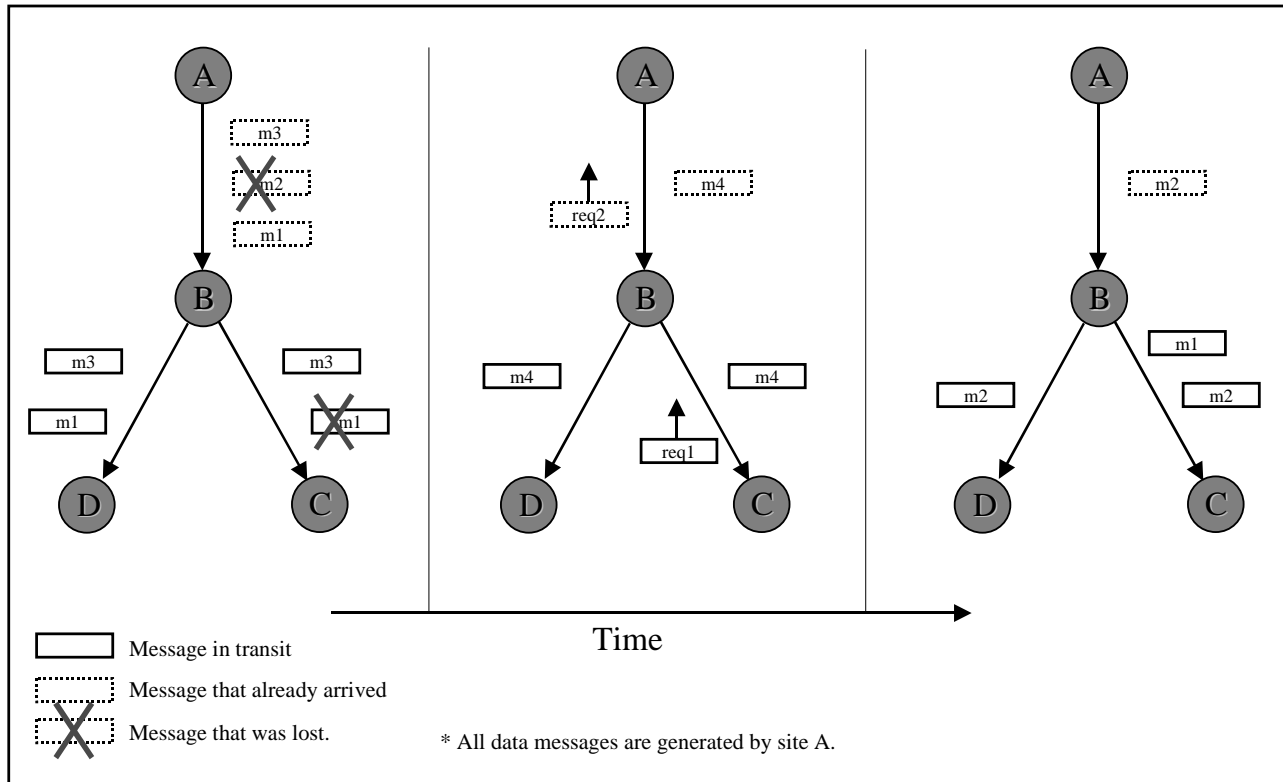 A
m3
m2
m1
B
m3
m3
m1
m1
D
C
A
m4
req2
B
m4
m4
req1
D
C
A
m2
B
m1
m2
m2
D
C
Time
Message in transit
Message that already arrived
Message that was lost.
* All data messages are generated by site A.